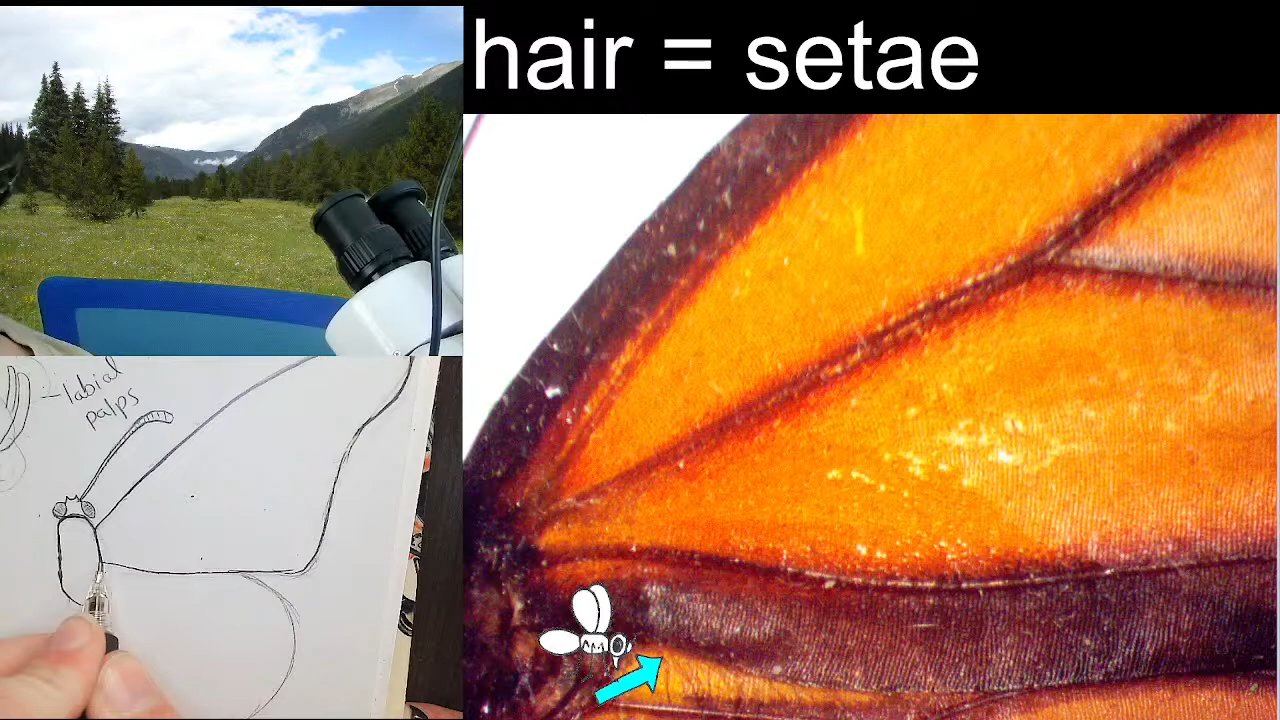 hair = setae
labial
palps